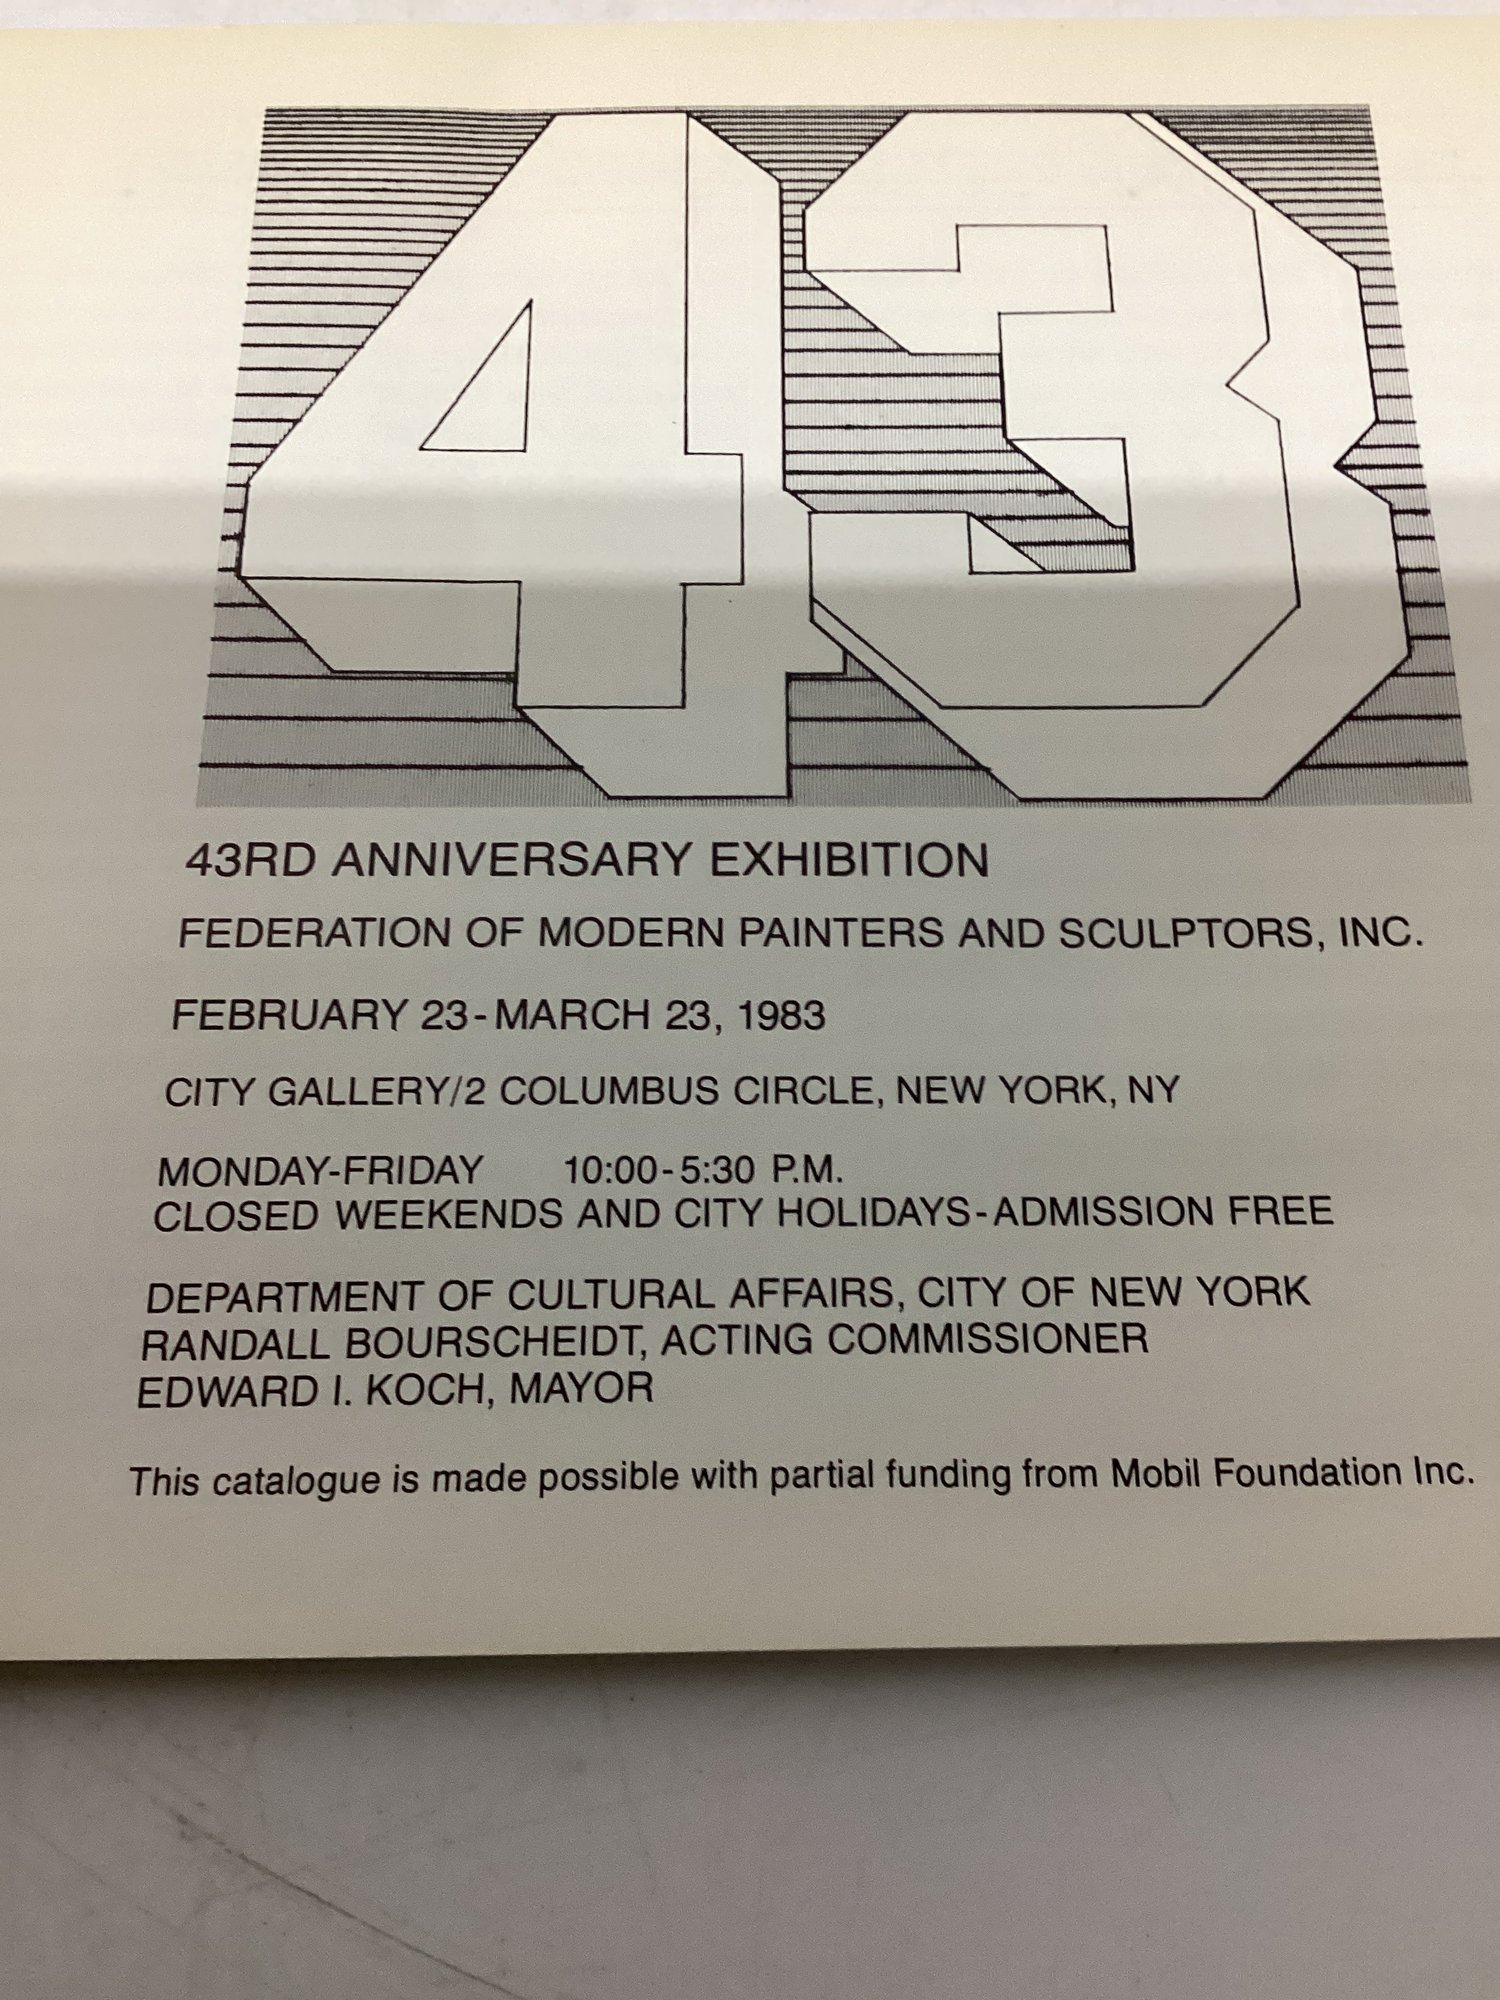 43
43RD ANNIVERSARY EXHIBITION
FEDERATION OF MODERN PAINTERS AND SCULPTORS, INC.
FEBRUARY 23-MARCH 23, 1983
CITY GALLERY/2 COLUMBUS CIRCLE, NEW YORK, NY
MONDAY-FRIDAY 10:00-5:30 P.M.
CLOSED WEEKENDS AND CITY HOLIDAYS-ADMISSION FREE
DEPARTMENT OF CULTURAL AFFAIRS, CITY OF NEW YORK
RANDALL BOURSCHEIDT, ACTING COMMISSIONER
EDWARD I. KOCH, MAYOR
This catalogue is made possible with partial funding from Mobil Foundation Inc.